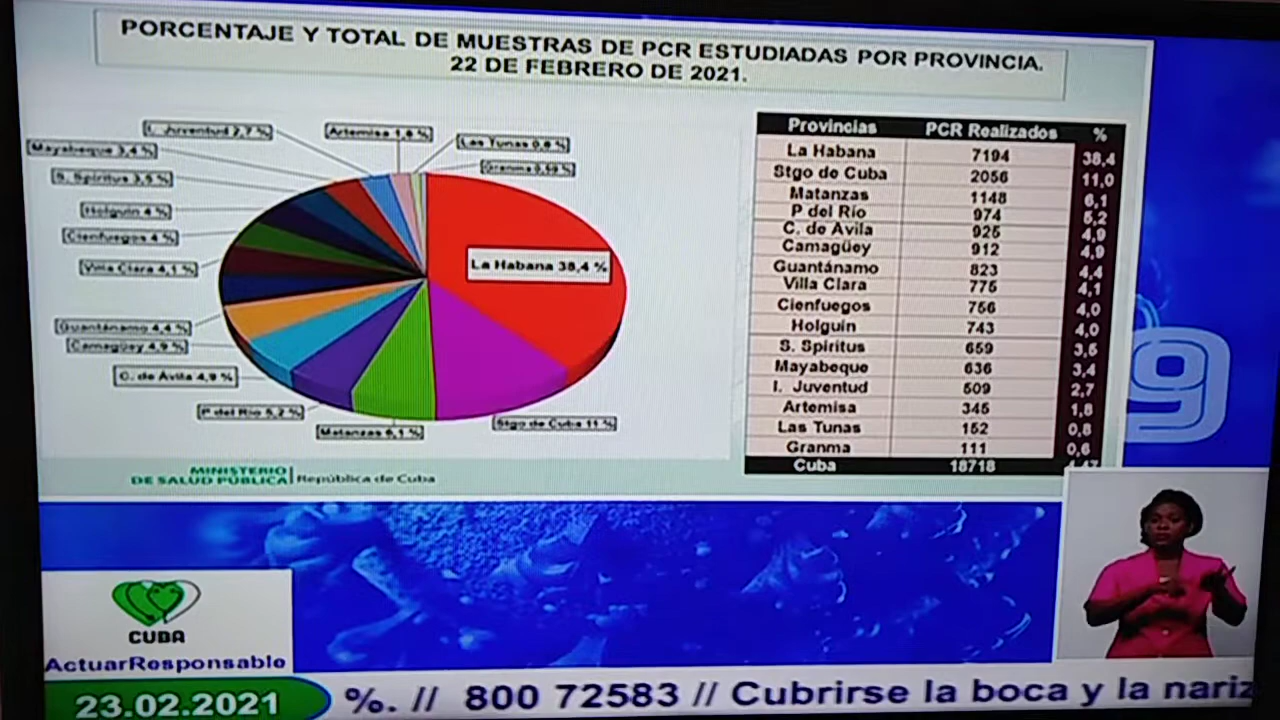 PORCENTAJE Y TOTAL DE MUESTRAS DE PCR ESTUDIADAS POR PROVINCIA.
22 DE FEBRERO DE 2021.
I. Juventud 2,7 %
Artemisa 1,8 %
Las Tunas 0,8 %
Mayabeque 3,4 %
Granma 0,59 %
S. Spíritus 3,5 %
Holguín 4 %
Cienfuegos 4 %
Villa Clara 4,1 %
La Habana 38,4 %
Guantánamo 4,4 %
Camagüey 4,9 %
C. de Ávila 4,9 %
P del Río 5,2 %
Matanzas 6,1 %
Stgo de Cuba 11 %
Provincias PCR Realizados %
La Habana 7194 38,4
Stgo de Cuba 2056 11,0
Matanzas 1148 6,1
P del Río 974 5,2
C. de Ávila 925 4,9
Camagüey 912 4,9
Guantánamo 823 4,4
Villa Clara 775 4,1
Cienfuegos 756 4,0
Holguín 743 4,0
S. Spíritus 659 3,5
Mayabeque 636 3,4
I. Juventud 509 2,7
Artemisa 345 1,8
Las Tunas 152 0,8
Granma 111 0,6
Cuba 18718
MINISTERIO
DE SALUD PÚBLICA República de Cuba
9
CUBA
ActuarResponsable
23.02.2021
%. // 800 72583 // Cubrirse la boca y la nariz